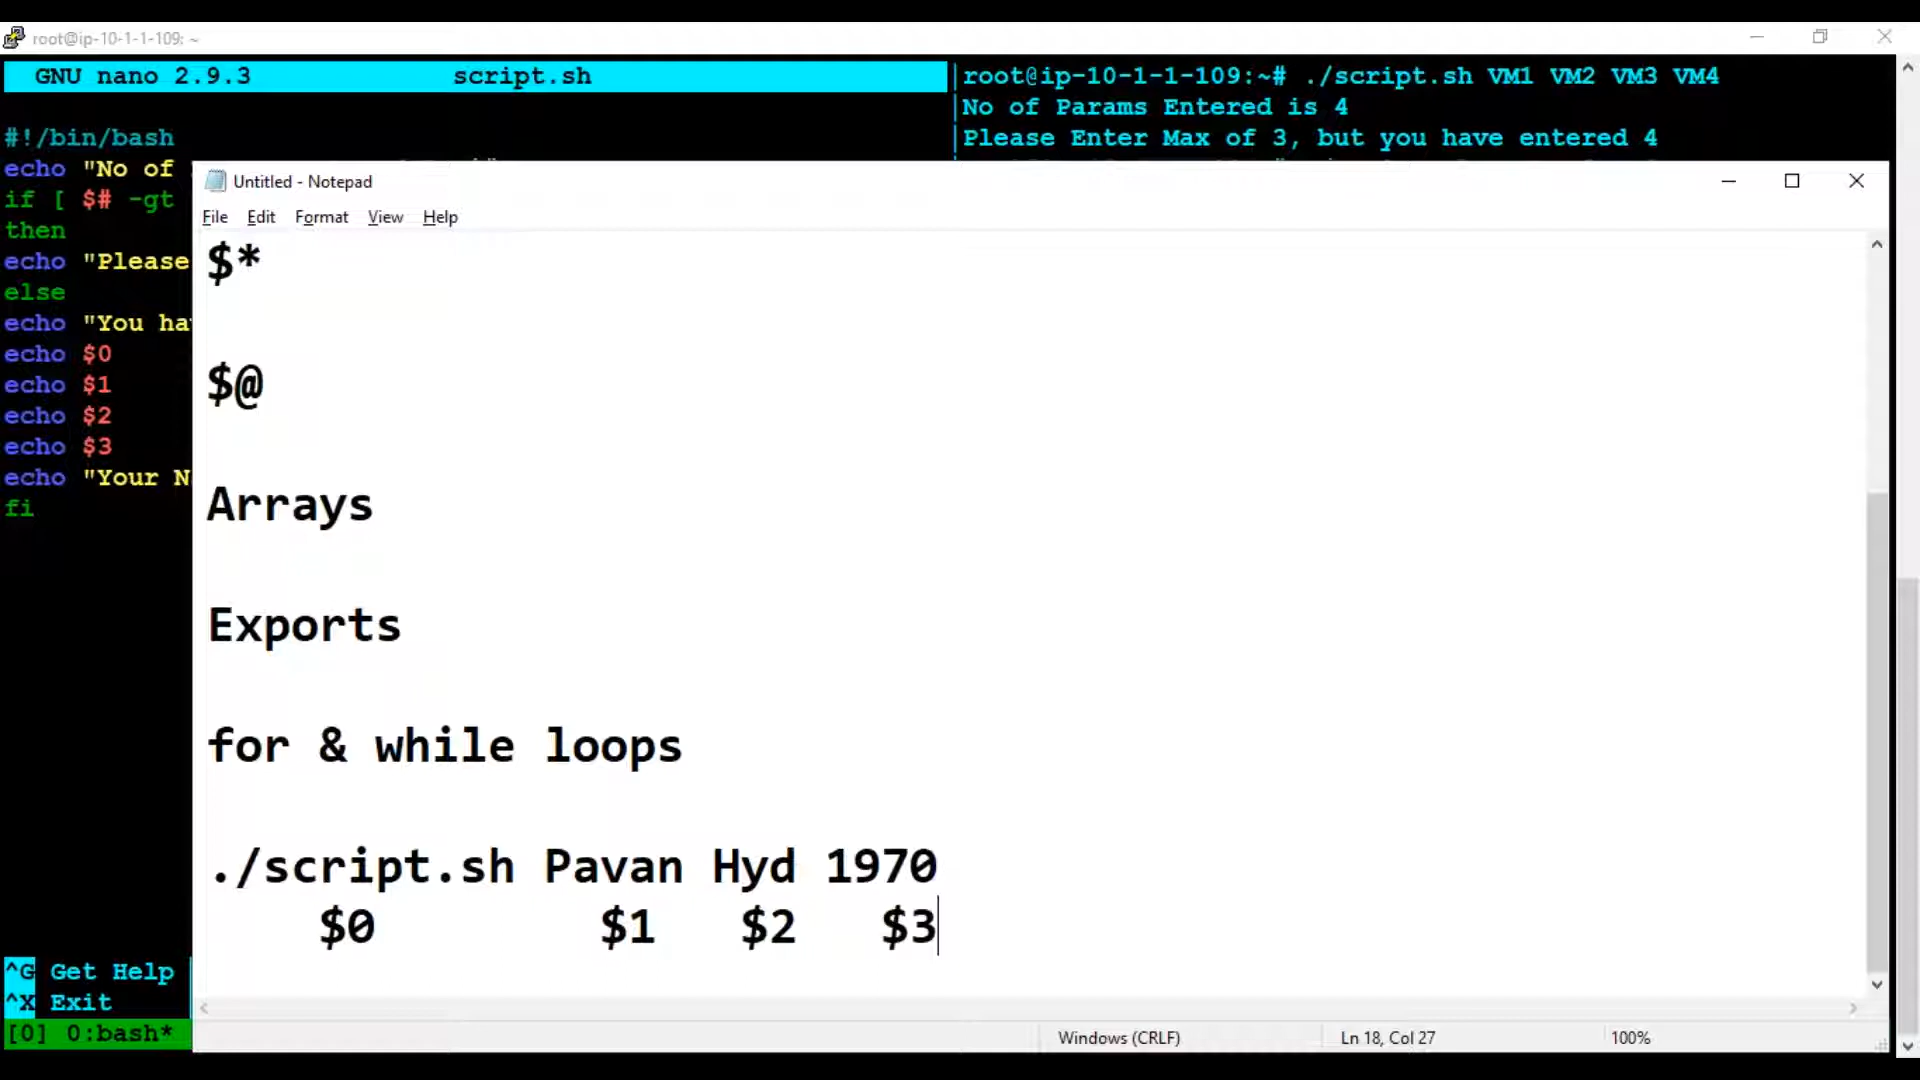 root@ip-10-1-1-109: ~
GNU nano 2.9.3 script.sh
#!/bin/bash
echo "No of
if [ $# -gt
then
echo "Please
else
echo "You ha
echo $0
echo $1
echo $2
echo $3
echo "Your N
fi
^G Get Help
^X Exit
[0] 0:bash*
root@ip-10-1-1-109:~# ./script.sh VM1 VM2 VM3 VM4
No of Params Entered is 4
Please Enter Max of 3, but you have entered 4
Untitled - Notepad
File Edit Format View Help
$*
$@
Arrays
Exports
for & while loops
./script.sh Pavan Hyd 1970
$0 $1 $2 $3
Windows (CRLF) Ln 18, Col 27 100%